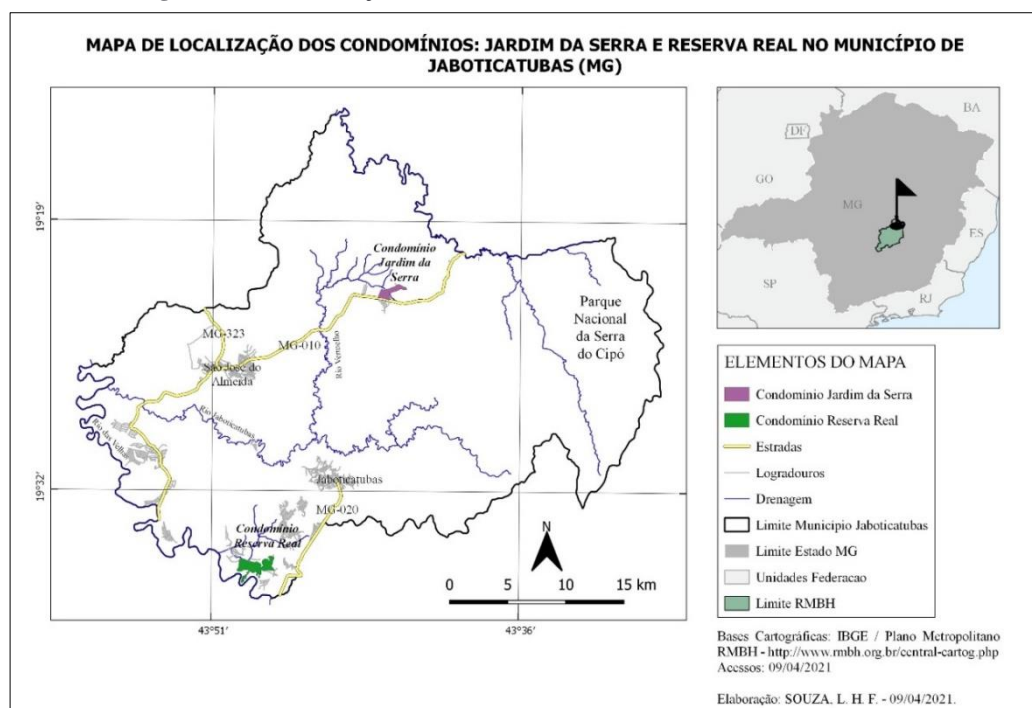 MAPA DE LOCALIZAÇÃO DOS CONDOMÍNIOS: JARDIM DA SERRA E RESERVA REAL NO MUNICÍPIO DE
JABOTICATUBAS (MG)
19°19'
19°32'
43°51'
43°36'
Condomínio
Jardim da
Serra
Parque
Nacional
da Serra
do Cipó
MG-323
MG-010
São José do
Almeida
Rio Vermelho
Rio Jaboticatubas
Rio das Velhas
Jaboticatubas
MG-020
Condomínio
Reserva Real
N
0 5 10 15 km
BA
DF
GO
MG
ES
SP
RJ
ELEMENTOS DO MAPA
Condomínio Jardim da Serra
Condomínio Reserva Real
Estradas
Logradouros
Drenagem
Limite Município Jaboticatubas
Limite Estado MG
Unidades Federacao
Limite RMBH
Bases Cartográficas: IBGE / Plano Metropolitano
RMBH - http://www.rmbh.org.br/central-cartog.php
Acessos: 09/04/2021
Elaboração: SOUZA, L. H. F. - 09/04/2021.